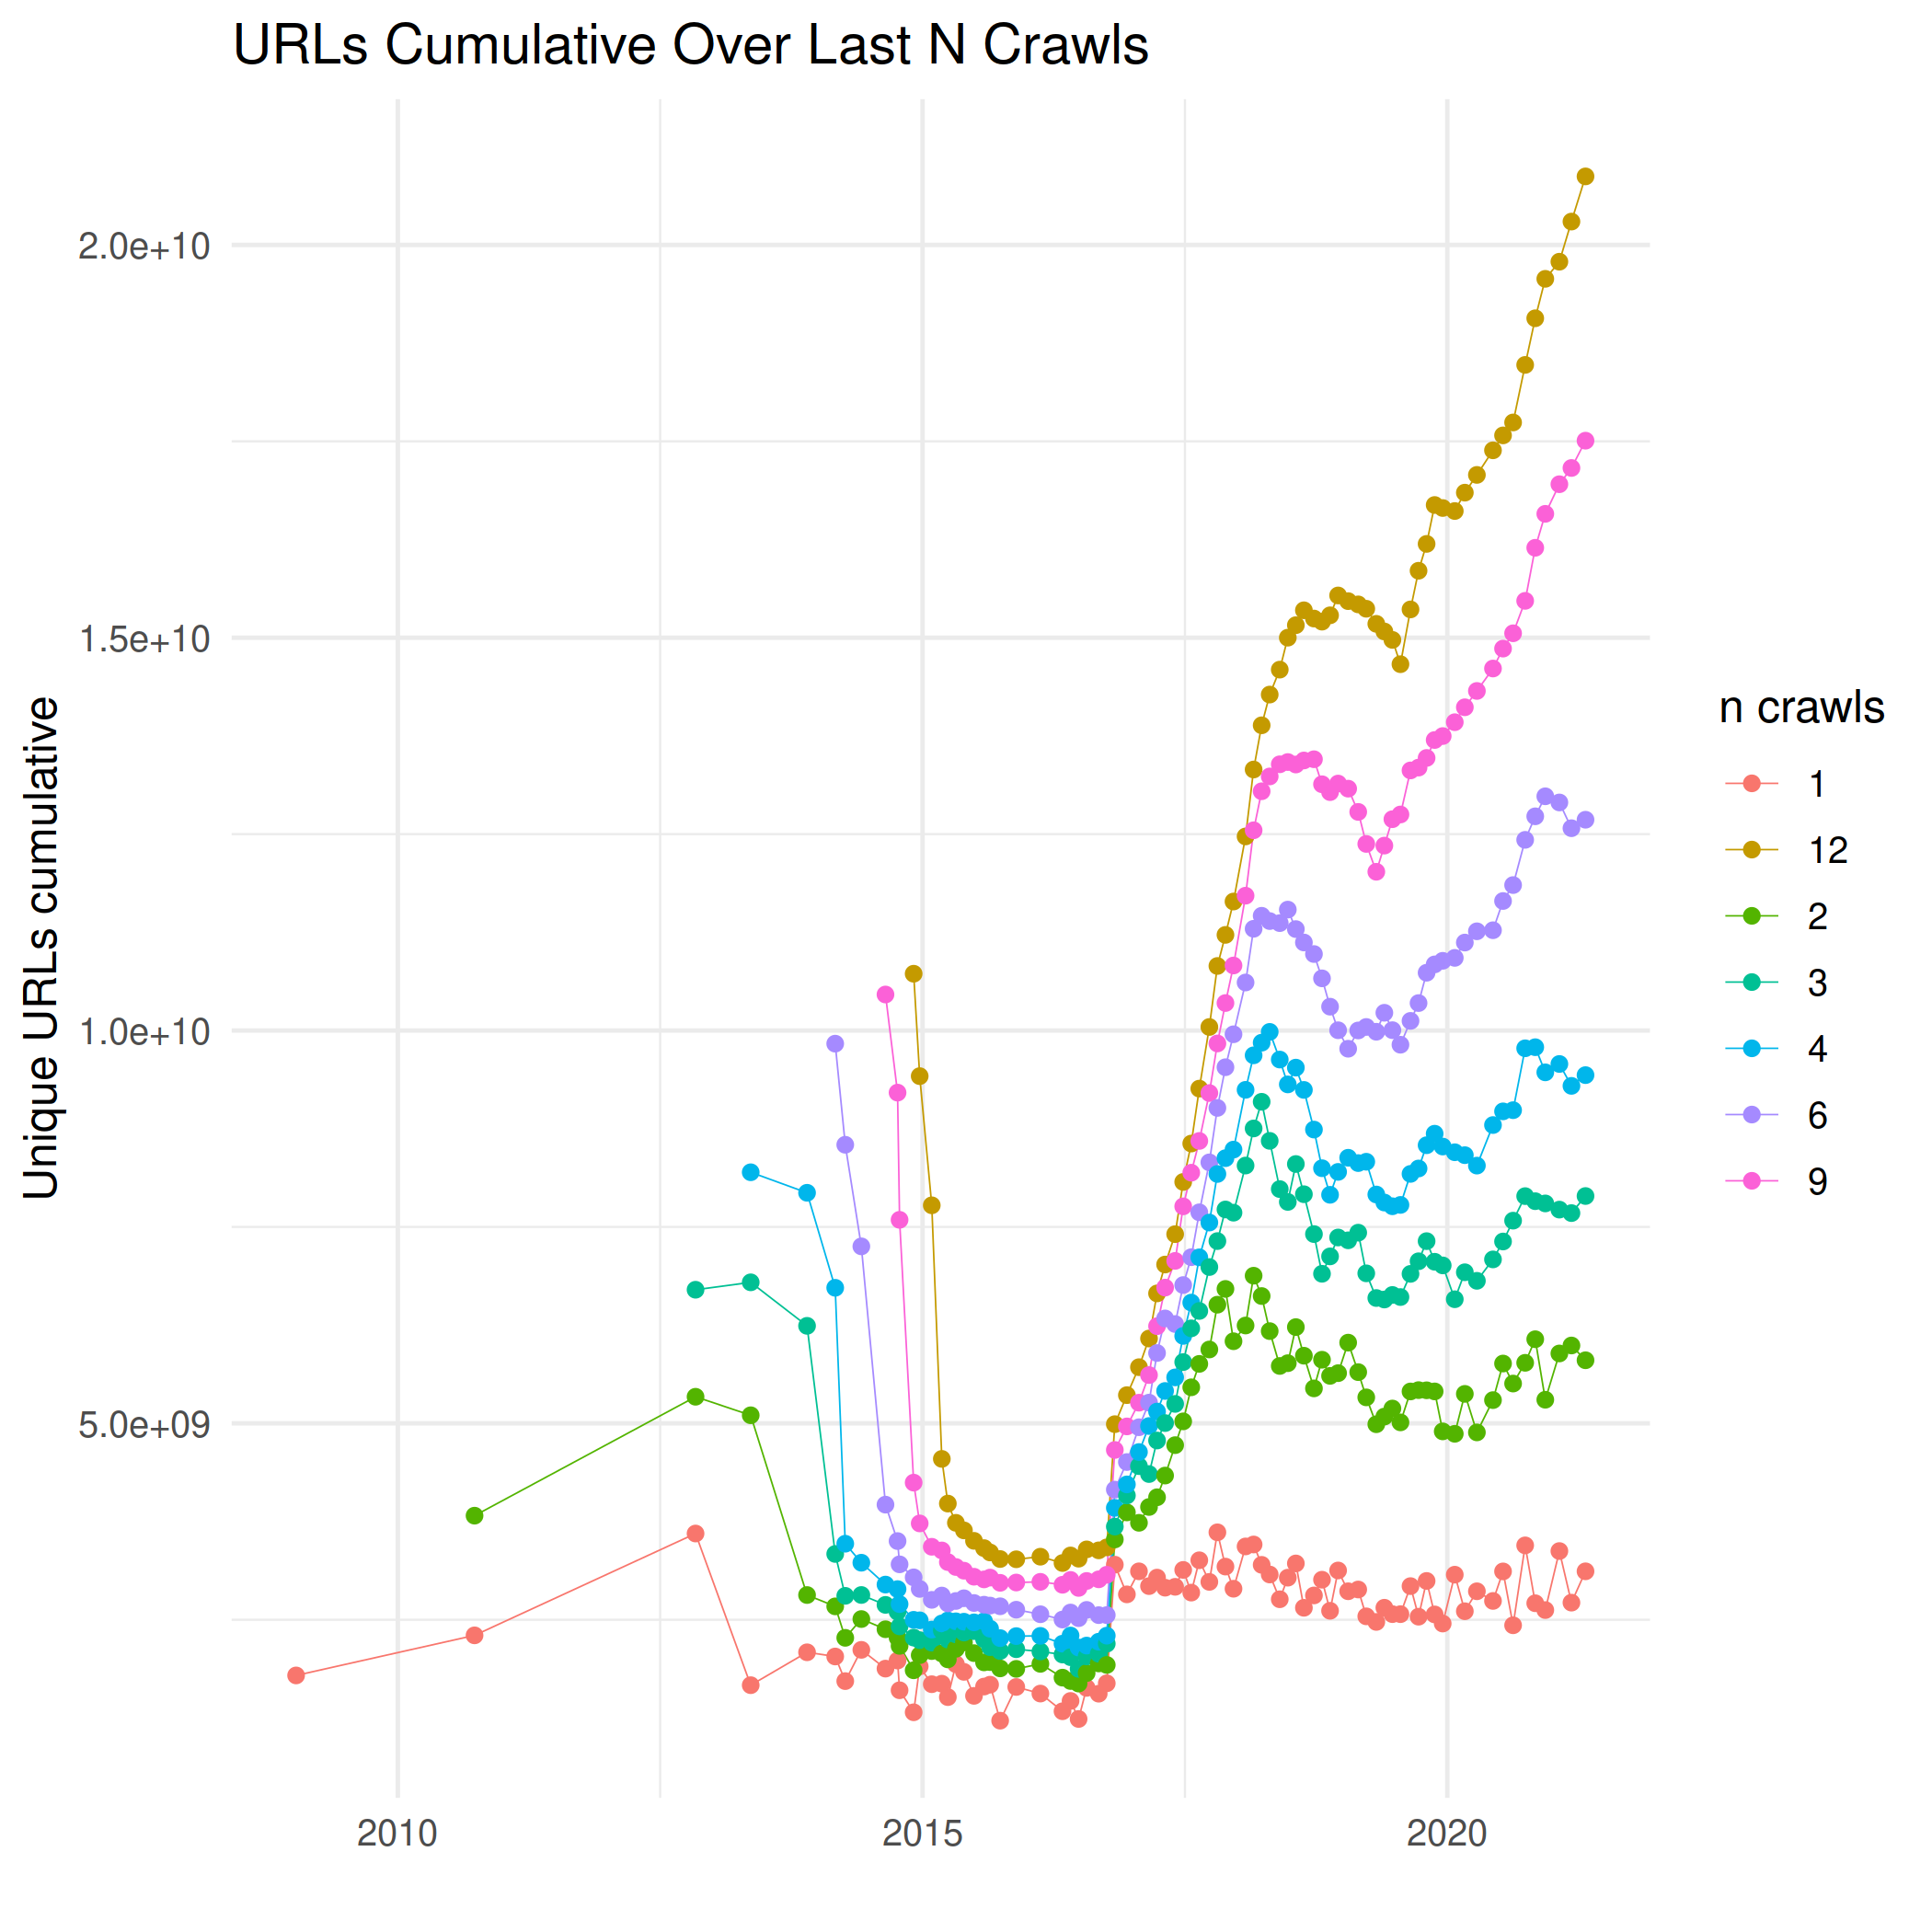 URLs Cumulative Over Last N Crawls
Unique URLs cumulative
2.0e+10
1.5e+10
1.0e+10
5.0e+09
2010
2015
2020
n crawls
1
12
2
3
4
6
9